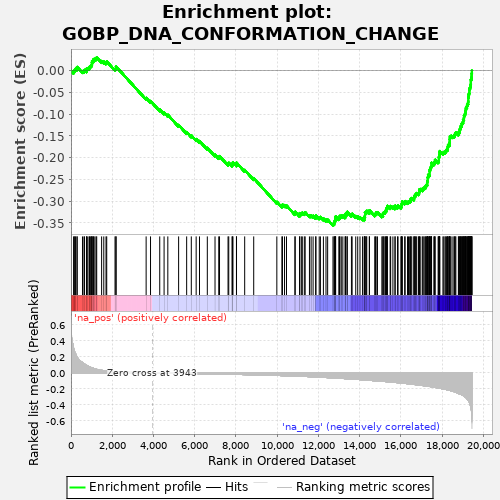 Enrichment plot:
GOBP_DNA_CONFORMATION_CHANGE
Enrichment score (ES)
0.00
-0.05
-0.10
-0.15
-0.20
-0.25
-0.30
-0.35
'na_pos' (positively correlated)
Ranked list metric (PreRanked)
0.6
0.4
0.2
0.0
-0.2
-0.4
-0.6
Zero cross at 3943
'na_neg' (negatively correlated)
0
2,000
4,000
6,000
8,000
10,000
12,000
14,000
16,000
18,000
20,000
Rank in Ordered Dataset
Enrichment profile
Hits
Ranking metric scores